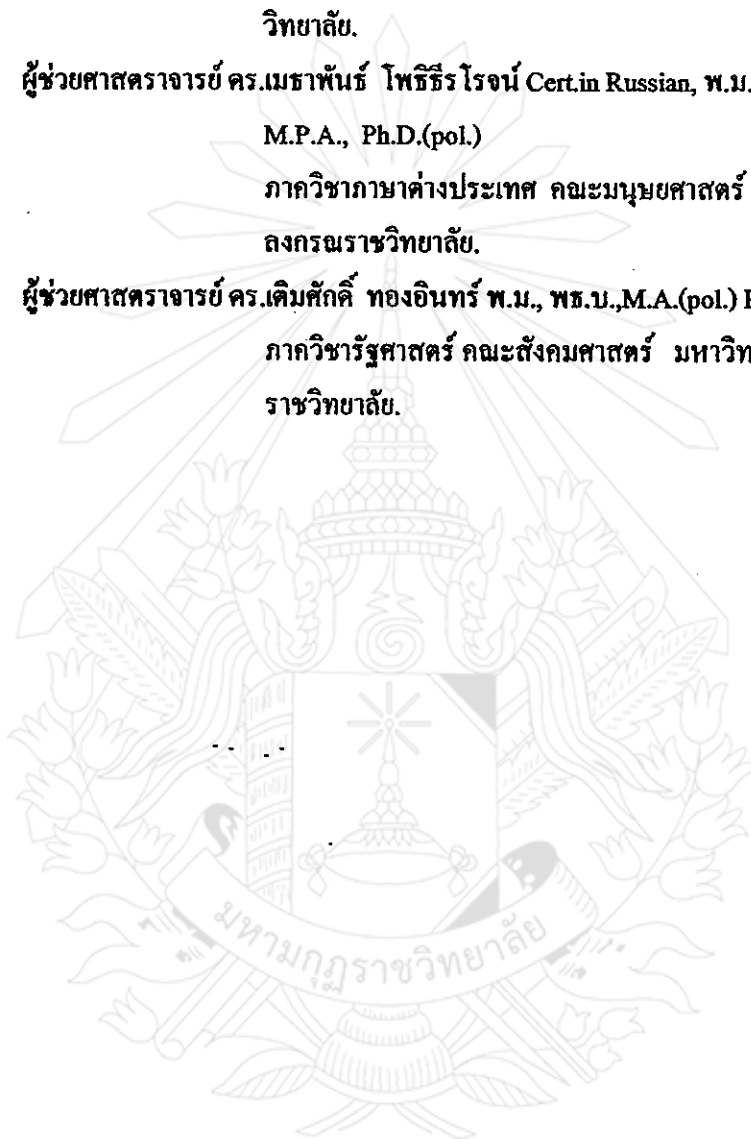 วิทยาลัย.
ผู้ช่วยศาสตราจารย์ ดร.เมธาพันธ์ โพธิธีรโรจน์ Cert.in Russian, พ.ม.
M.P.A., Ph.D.(pol.)
ภาควิชาภาษาต่างประเทศ คณะมนุษยศาสตร์
ลงกรณราชวิทยาลัย.
ผู้ช่วยศาสตราจารย์ ดร.เติมศักดิ์ ทองอินทร์ พ.ม., พธ.บ.,M.A.(pol.)
ภาควิชารัฐศาสตร์ คณะสังคมศาสตร์ มหาวิท
ราชวิทยาลัย.
มหามกุฏราชวิทยาลัย